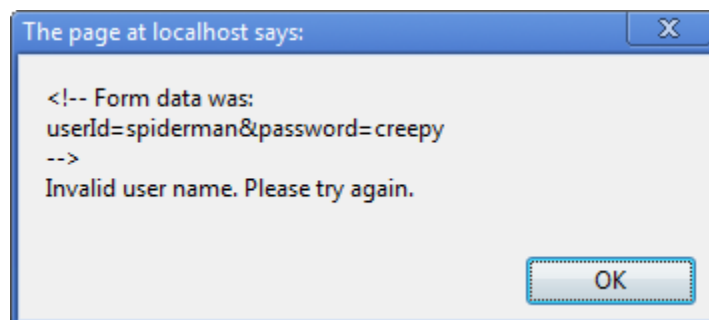 The page at localhost says:
<!-- Form data was:
userId=spiderman&password=creepy
-->
Invalid user name. Please try again.
OK